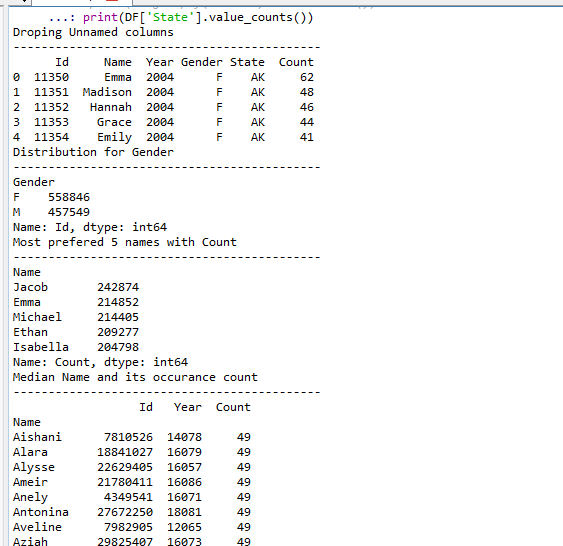 ...: print(DF['State'].value_counts())
Droping Unnamed columns
-------------------------------------------
Id Name Year Gender State Count
0 11350 Emma 2004 F AK 62
1 11351 Madison 2004 F AK 48
2 11352 Hannah 2004 F AK 46
3 11353 Grace 2004 F AK 44
4 11354 Emily 2004 F AK 41
Distribution for Gender
-------------------------------------------
Gender
F 558846
M 457549
Name: Id, dtype: int64
Most prefered 5 names with Count
-------------------------------------------
Name
Jacob 242874
Emma 214852
Michael 214405
Ethan 209277
Isabella 204798
Name: Count, dtype: int64
Median Name and its occurance count
-------------------------------------------
Id Year Count
Name
Aishani 7810526 14078 49
Alara 18841027 16079 49
Alysse 22629405 16057 49
Ameir 21780411 16086 49
Anely 4349541 16071 49
Antonina 27672250 18081 49
Aveline 7982905 12065 49
Aziah 29825407 16073 49